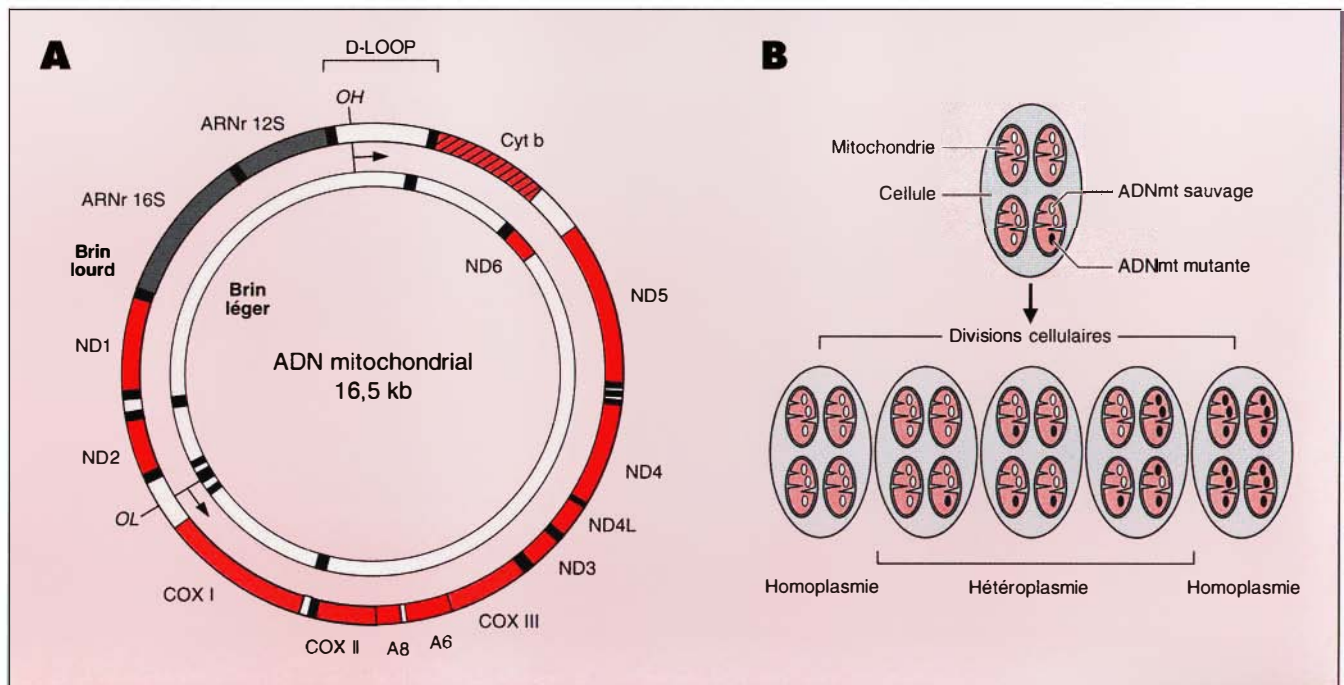 A
D-LOOP
OH
ARNr 12S
Cyt b
ARNr 16S
Brin
lourd
ND6
Brin
léger
ND5
ND1
ADN mitochondrial
16,5 kb
ND2
ND4
OL
ND4L
ND3
COX I
COX III
COX II
A8
A6
B
Mitochondrie
Cellule
ADNmt sauvage
ADNmt mutante
Divisions cellulaires
Homoplasmie
Hétéroplasmie
Homoplasmie